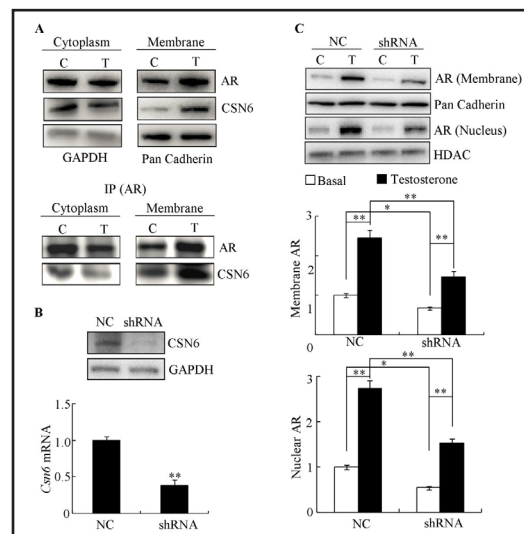 A
Cytoplasm Membrane
C T C T
AR
CSN6
GAPDH Pan Cadherin
IP (AR)
Cytoplasm Membrane
C T C T
AR
CSN6
B
NC shRNA
CSN6
GAPDH
Csn6 mRNA
1.5
1.0
0.5
0
**
NC shRNA
C
NC shRNA
C T C T
AR (Membrane)
Pan Cadherin
AR (Nucleus)
HDAC
Basal Testosterone
Membrane AR
3
2
1
0
**
*
**
**
NC shRNA
Nuclear AR
3
2
1
0
**
*
**
**
NC shRNA